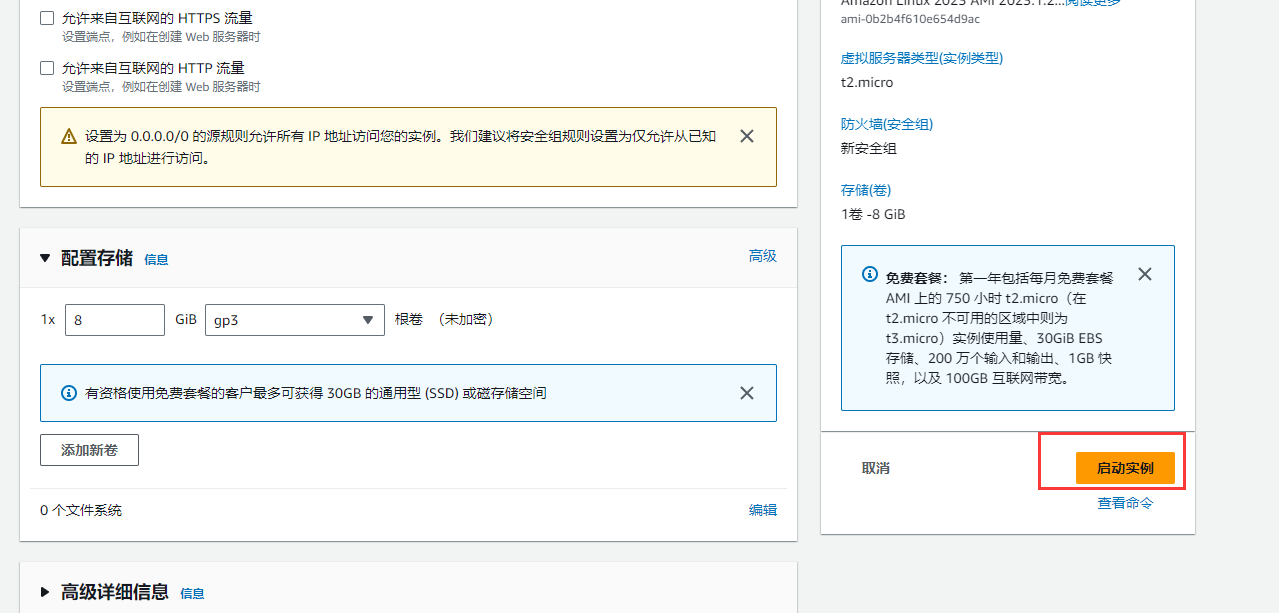 允许来自互联网的 HTTPS 流量
设置端点，例如在创建 Web 服务器时
允许来自互联网的 HTTP 流量
设置端点，例如在创建 Web 服务器时
设置为 0.0.0.0/0 的源规则允许所有 IP 地址访问您的实例。我们建议将安全组规则设置为仅允许从已知
的 IP 地址进行访问。
配置存储 信息
高级
1x 8 GiB gp3 根卷 （未加密）
有资格使用免费套餐的客户最多可获得 30GB 的通用型 (SSD) 或磁存储空间
添加新卷
0 个文件系统
编辑
高级详细信息 信息
Amazon Linux 2023 AMI 2023.1.2...阅读更多
ami-0b2b4f610e654d9ac
虚拟服务器类型(实例类型)
t2.micro
防火墙(安全组)
新安全组
存储(卷)
1卷 -8 GiB
免费套餐： 第一年包括每月免费套餐
AMI 上的 750 小时 t2.micro（在
t2.micro 不可用的区域中则为
t3.micro）实例使用量、30GiB EBS
存储、200 万个输入和输出、1GB 快
照，以及 100GB 互联网带宽。
取消
启动实例
查看命令